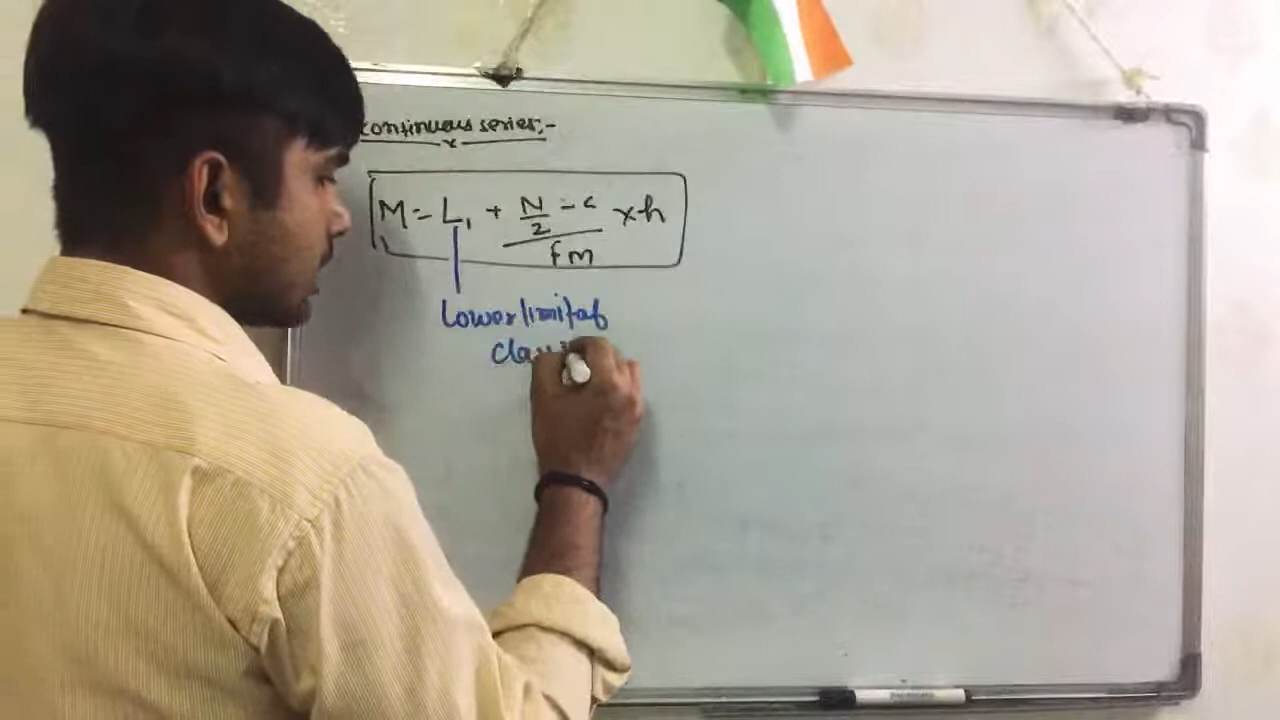 continuous series:-
M = L₁ + N/2 - c / fm × h
Lower limit of